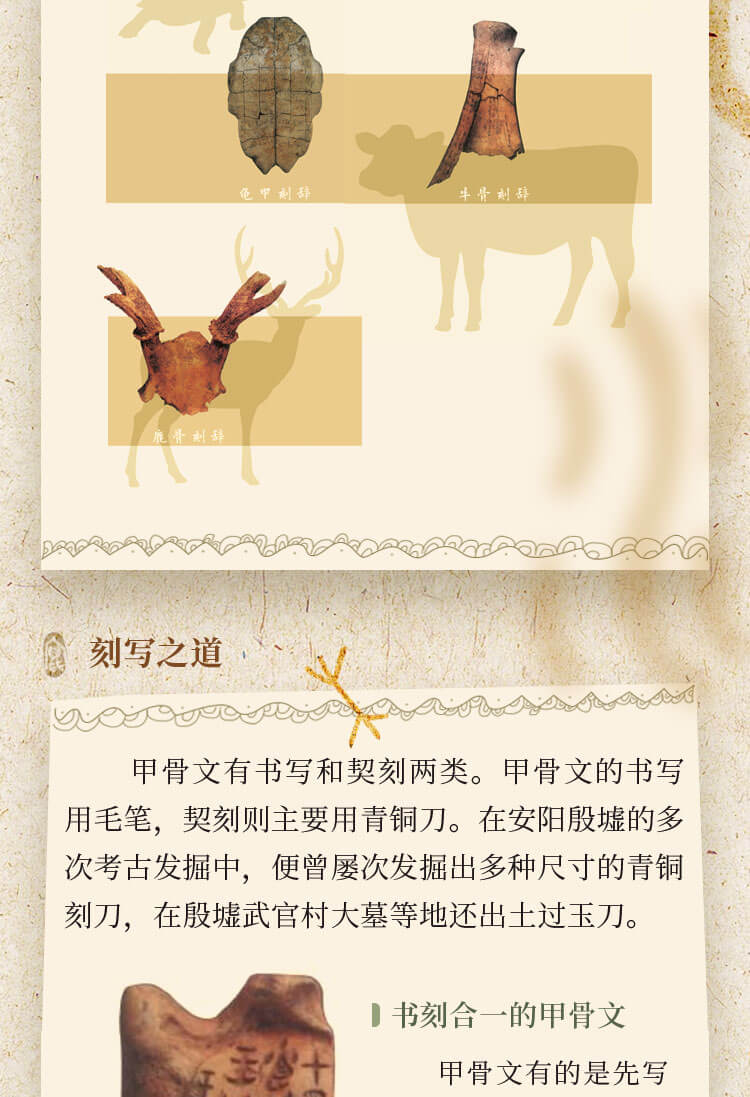 龟甲刻辞
牛骨刻辞
鹿骨刻辞
刻写之道
甲骨文有书写和契刻两类。甲骨文的书写
用毛笔，契刻则主要用青铜刀。在安阳殷墟的多
次考古发掘中，便曾屡次发掘出多种尺寸的青铜
刻刀，在殷墟武官村大墓等地还出土过玉刀。
书刻合一的甲骨文
甲骨文有的是先写